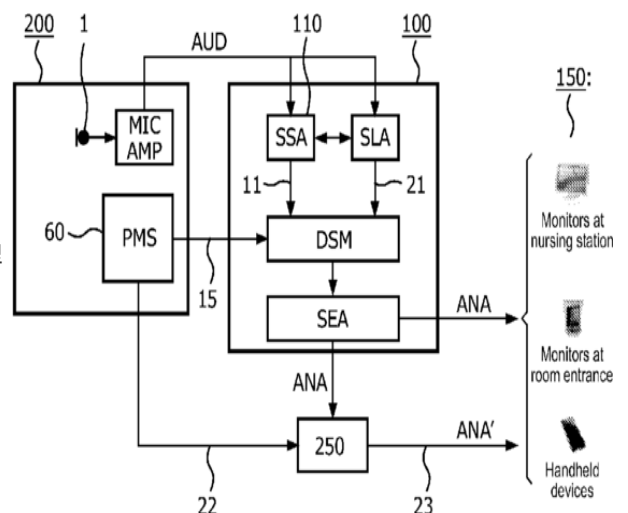 200
1
AUD
110
100
150:
MIC
AMP
SSA
SLA
11
21
60
PMS
15
DSM
SEA
ANA
ANA
250
22
ANA'
23
Monitors at
nursing station
Monitors at
room entrance
Handheld
devices